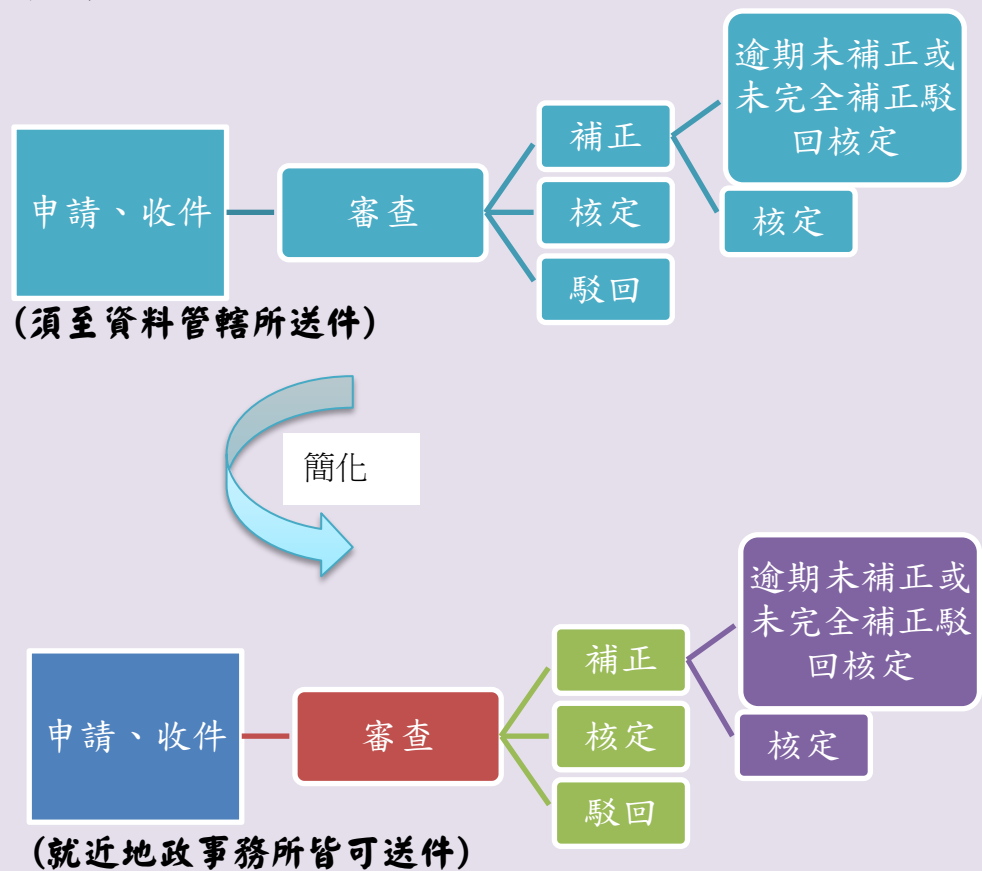 逾期未補正或
未完全補正駁
回核定
補正
申請、收件
審查
核定
核定
駁回
(須至資料管轄所送件)
簡化
逾期未補正或
未完全補正駁
回核定
補正
申請、收件
審查
核定
核定
駁回
(就近地政事務所皆可送件)